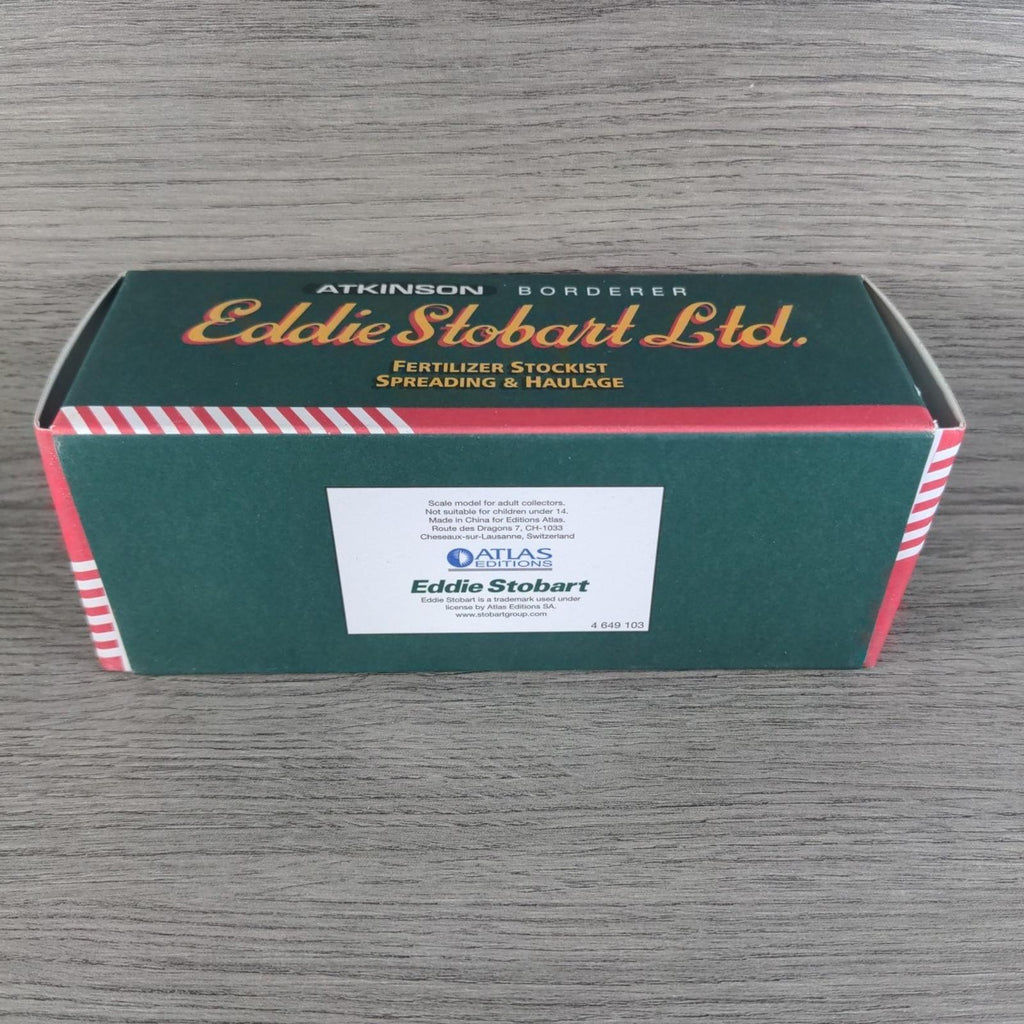 ATKINSON BORDERER
Eddie Stobart Ltd.
FERTILIZER STOCKIST
SPREADING & HAULAGE
Scale model for adult collectors.
Not suitable for children under 14.
Made in China for Editions Atlas.
Route des Dragons 7, CH-1033
Cheseaux-sur-Lausanne, Switzerland
ATLAS
EDITIONS
Eddie Stobart
Eddie Stobart is a trademark used under
license by Atlas Editions SA.
www.stobartgroup.com
4 649 103